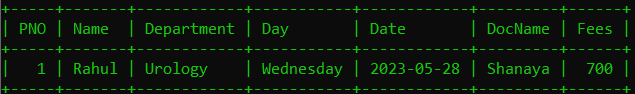 | PNO | Name | Department | Day | Date | DocName | Fees |
| 1 | Rahul | Urology | Wednesday | 2023-05-28 | Shanaya | 700 |